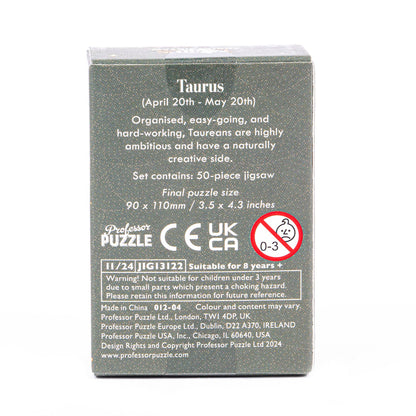 Taurus
(April 20th - May 20th)
Organised, easy-going, and
hard-working, Taureans are highly
ambitious and have a naturally
creative side.
Set contains: 50-piece jigsaw
Final puzzle size
90 x 110mm / 3.5 x 4.3 inches
Professor
PUZZLE
CE
UK
CA
0-3
11/24 JIG13122 Suitable for 8 years +
Warning! Not suitable for children under 3 years
due to small parts which present a choking hazard.
Please retain this information for future reference.
Made in China 012-04 Colour and content may vary.
Professor Puzzle Ltd., London, TW1 4DP, UK.
Professor Puzzle Europe Ltd., Dublin, D22 A370, IRELAND
Professor Puzzle USA, Inc., Chicago, IL 60640, USA
Design Rights and Copyright Professor Puzzle Ltd 2024
www.professorpuzzle.com